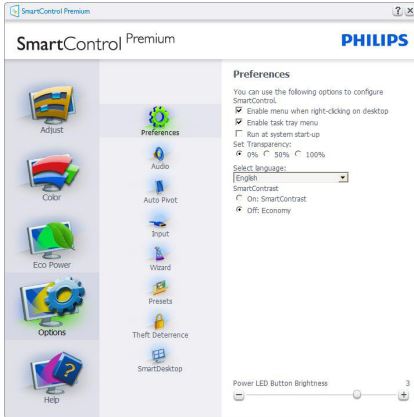 SmartControl Premium
SmartControl Premium
PHILIPS
Adjust
Color
Eco Power
Options
Help
Preferences
Audio
Auto Pivot
Input
Wizard
Presets
Theft Deterrence
SmartDesktop
Preferences
You can use the following options to configure
SmartControl.
Enable menu when right-clicking on desktop
Enable task tray menu
Run at system start-up
Set Transparency:
0% 50% 100%
Select language:
English
SmartContrast
On: SmartContrast
Off: Economy
Power LED Button Brightness 3